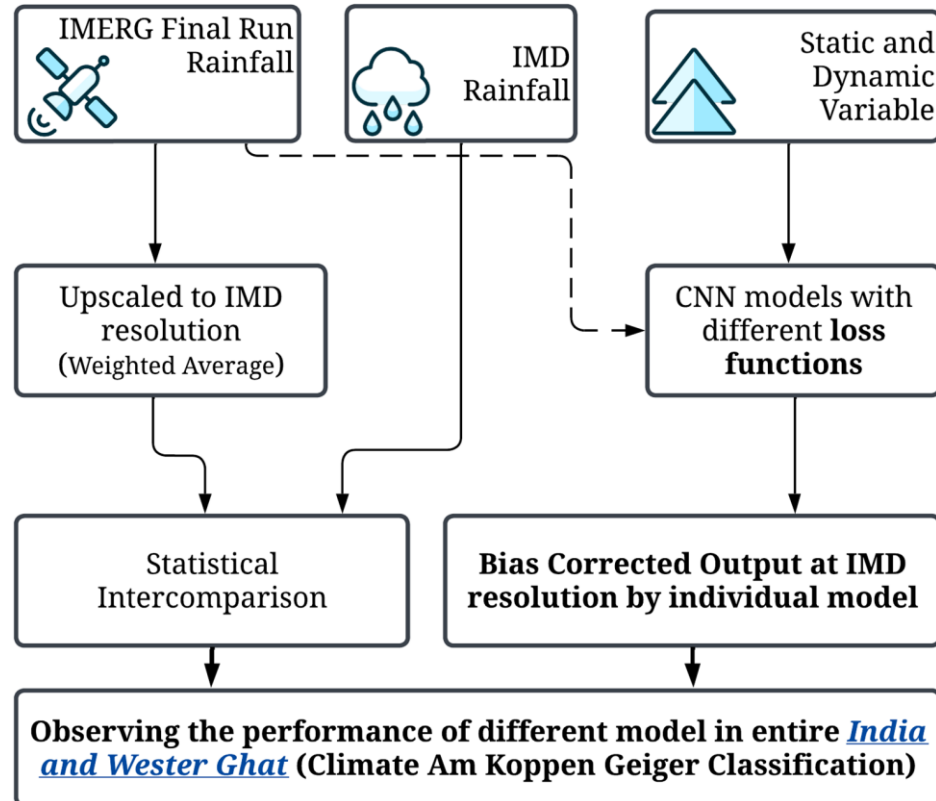 IMERG Final Run
Rainfall
IMD
Rainfall
Static and
Dynamic
Variable
Upscaled to IMD
resolution
(Weighted Average)
CNN models with
different loss
functions
Statistical
Intercomparison
Bias Corrected Output at IMD
resolution by individual model
Observing the performance of different model in entire India
and Wester Ghat (Climate Am Koppen Geiger Classification)